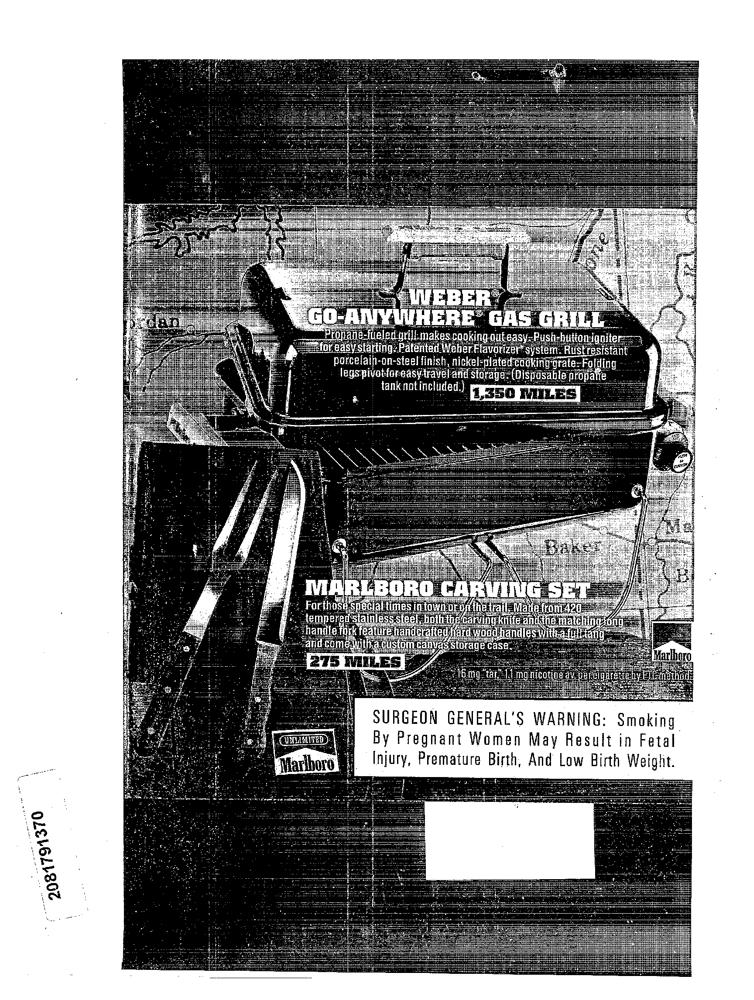 one
R
WEBER®
GO-ANYWHERE® GAS GRILL
rdan
Propane-fueled grill makes cooking out easy. Push-button igniter
for easy starting. Patented Weber Flavorizer® system. Rust resistant
porcelain-on-steel finish, nickel-plated cooking grate. Folding
legs pivot for easy travel and storage. (Disposable propane
tank not included.) 1,350 MILES
Ma
Baker
B
MARLBORO CARVING SET
For those special times in town or on the trail. Made from 420
tempered stainless steel, both the carving knife and the matching long
handle fork feature handcrafted hard wood handles with a full tang
and come with a custom canvas storage case.
275 MILES
Marlboro
16 mg "tar," 1.1 mg nicotine av. per cigarette by FTC method.
SURGEON GENERAL'S WARNING: Smoking
By Pregnant Women May Result in Fetal
Injury, Premature Birth, And Low Birth Weight.
UNLIMITED
Marlboro
2081791370